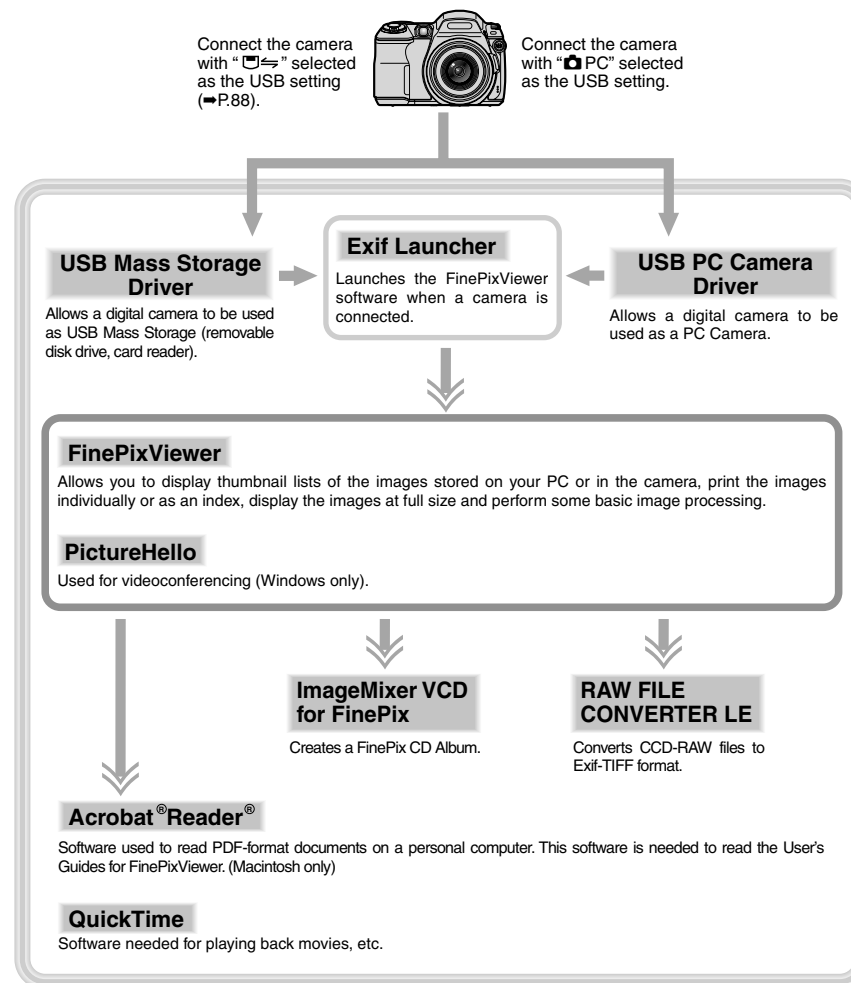 Connect the camera
with “ ” selected
as the USB setting
(➡P.88).
Connect the camera
with “ PC” selected
as the USB setting.
USB Mass Storage
Driver
Allows a digital camera to be used
as USB Mass Storage (removable
disk drive, card reader).
Exif Launcher
Launches the FinePixViewer
software when a camera is
connected.
USB PC Camera
Driver
Allows a digital camera to be
used as a PC Camera.
FinePixViewer
Allows you to display thumbnail lists of the images stored on your PC or in the camera, print the images
individually or as an index, display the images at full size and perform some basic image processing.
PictureHello
Used for videoconferencing (Windows only).
ImageMixer VCD
for FinePix
Creates a FinePix CD Album.
RAW FILE
CONVERTER LE
Converts CCD-RAW files to
Exif-TIFF format.
Acrobat®Reader®
Software used to read PDF-format documents on a personal computer. This software is needed to read the User’s
Guides for FinePixViewer. (Macintosh only)
QuickTime
Software needed for playing back movies, etc.